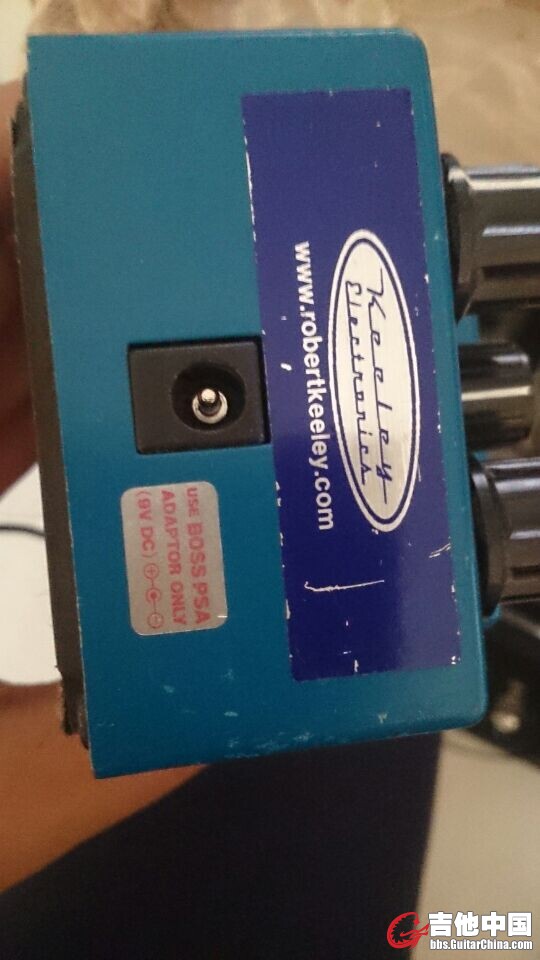 Keeley
Electronics
www.robertkeeley.com
USE BOSS PSA
ADAPTOR ONLY
(9V DC)
吉他中国
bbs.GuitarChina.com